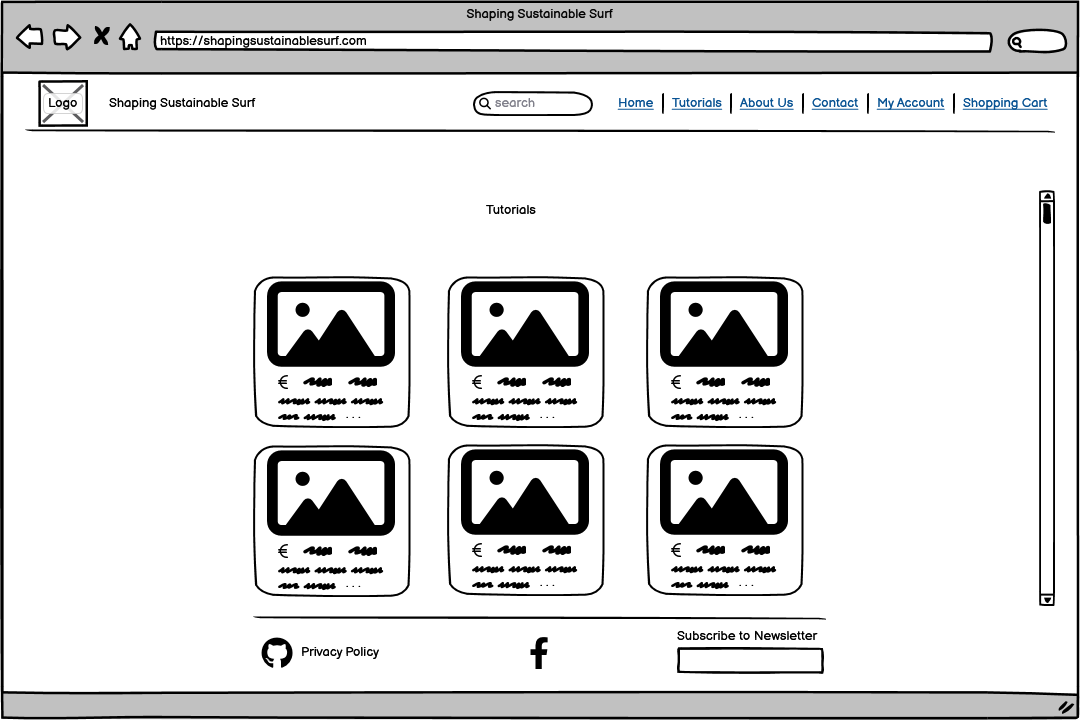 Shaping Sustainable Surf
https://shapingsustainablesurf.com
Logo
Shaping Sustainable Surf
search
Home
Tutorials
About Us
Contact
My Account
Shopping Cart
Tutorials
€
...
€
...
€
...
€
...
€
...
€
...
Privacy Policy
Subscribe to Newsletter